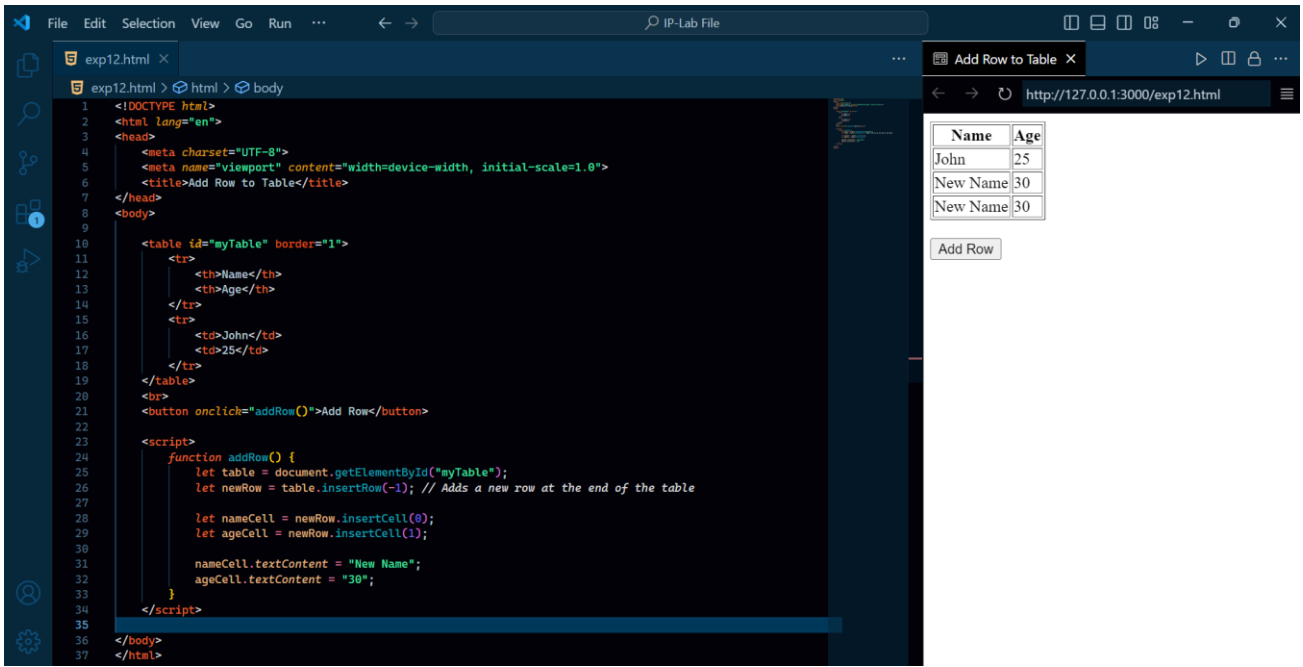 File Edit Selection View Go Run ··· ← → IP-Lab File
exp12.html
exp12.html > html > body
1 <!DOCTYPE html>
2 <html lang="en">
3 <head>
4     <meta charset="UTF-8">
5     <meta name="viewport" content="width=device-width, initial-scale=1.0">
6     <title>Add Row to Table</title>
7 </head>
8 <body>
9
10     <table id="myTable" border="1">
11         <tr>
12             <th>Name</th>
13             <th>Age</th>
14         </tr>
15         <tr>
16             <td>John</td>
17             <td>25</td>
18         </tr>
19     </table>
20     <br>
21     <button onclick="addRow()">Add Row</button>
22
23     <script>
24         function addRow() {
25             let table = document.getElementById("myTable");
26             let newRow = table.insertRow(-1); // Adds a new row at the end of the table
27
28             let nameCell = newRow.insertCell(0);
29             let ageCell = newRow.insertCell(1);
30
31             nameCell.textContent = "New Name";
32             ageCell.textContent = "30";
33         }
34     </script>
35
36 </body>
37 </html>
1
Add Row to Table
http://127.0.0.1:3000/exp12.html
Name Age
John 25
New Name 30
New Name 30
Add Row